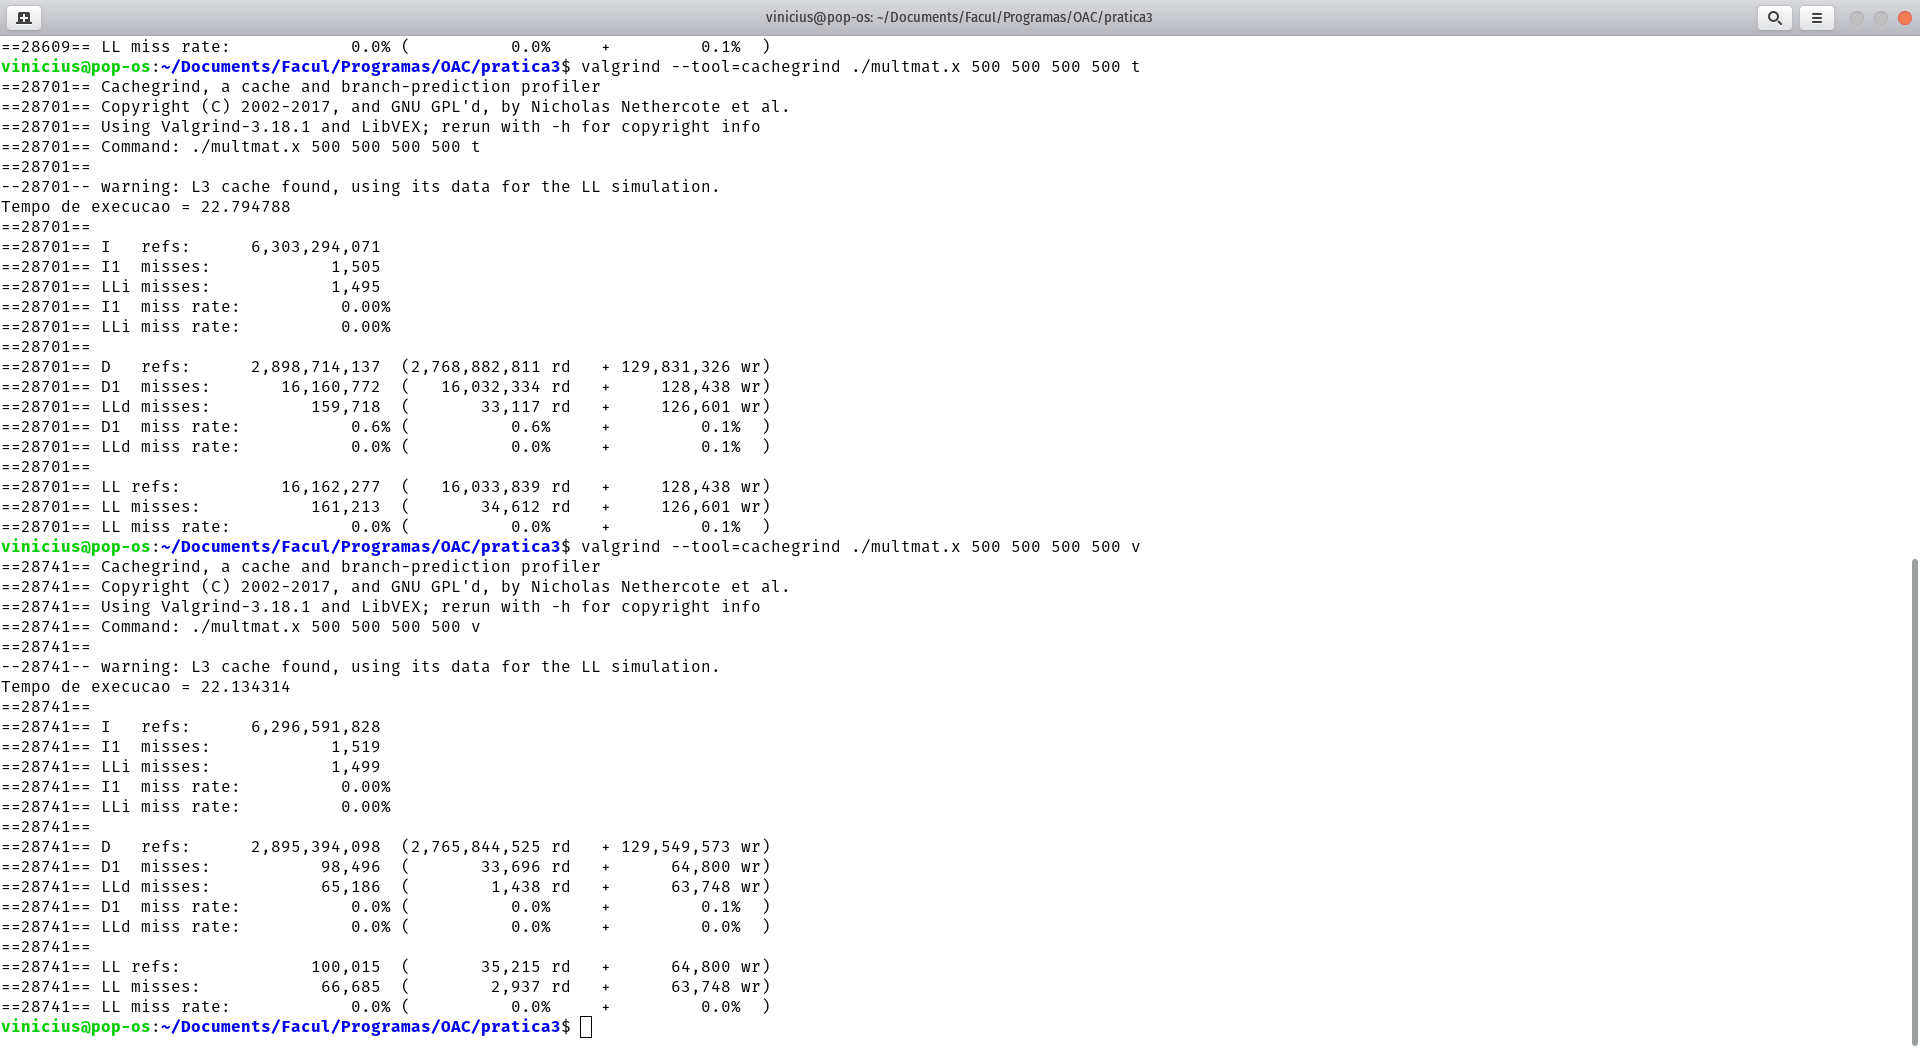 vinicius@pop-os: ~/Documents/Facul/Programas/OAC/pratica3
==28609== LL miss rate:            0.0% (          0.0%     +         0.1%  )
vinicius@pop-os:~/Documents/Facul/Programas/OAC/pratica3$ valgrind --tool=cachegrind ./multmat.x 500 500 500 500 t
==28701== Cachegrind, a cache and branch-prediction profiler
==28701== Copyright (C) 2002-2017, and GNU GPL'd, by Nicholas Nethercote et al.
==28701== Using Valgrind-3.18.1 and LibVEX; rerun with -h for copyright info
==28701== Command: ./multmat.x 500 500 500 500 t
==28701==
--28701-- warning: L3 cache found, using its data for the LL simulation.
Tempo de execucao = 22.794788
==28701==
==28701== I   refs:      6,303,294,071
==28701== I1  misses:            1,505
==28701== LLi misses:            1,495
==28701== I1  miss rate:          0.00%
==28701== LLi miss rate:          0.00%
==28701==
==28701== D   refs:      2,898,714,137  (2,768,882,811 rd   + 129,831,326 wr)
==28701== D1  misses:       16,160,772  (   16,032,334 rd   +     128,438 wr)
==28701== LLd misses:          159,718  (       33,117 rd   +     126,601 wr)
==28701== D1  miss rate:           0.6% (          0.6%     +         0.1%  )
==28701== LLd miss rate:           0.0% (          0.0%     +         0.1%  )
==28701==
==28701== LL refs:          16,162,277  (   16,033,839 rd   +     128,438 wr)
==28701== LL misses:           161,213  (       34,612 rd   +     126,601 wr)
==28701== LL miss rate:            0.0% (          0.0%     +         0.1%  )
vinicius@pop-os:~/Documents/Facul/Programas/OAC/pratica3$ valgrind --tool=cachegrind ./multmat.x 500 500 500 500 v
==28741== Cachegrind, a cache and branch-prediction profiler
==28741== Copyright (C) 2002-2017, and GNU GPL'd, by Nicholas Nethercote et al.
==28741== Using Valgrind-3.18.1 and LibVEX; rerun with -h for copyright info
==28741== Command: ./multmat.x 500 500 500 500 v
==28741==
--28741-- warning: L3 cache found, using its data for the LL simulation.
Tempo de execucao = 22.134314
==28741==
==28741== I   refs:      6,296,591,828
==28741== I1  misses:            1,519
==28741== LLi misses:            1,499
==28741== I1  miss rate:          0.00%
==28741== LLi miss rate:          0.00%
==28741==
==28741== D   refs:      2,895,394,098  (2,765,844,525 rd   + 129,549,573 wr)
==28741== D1  misses:           98,496  (       33,696 rd   +      64,800 wr)
==28741== LLd misses:           65,186  (        1,438 rd   +      63,748 wr)
==28741== D1  miss rate:           0.0% (          0.0%     +         0.1%  )
==28741== LLd miss rate:           0.0% (          0.0%     +         0.0%  )
==28741==
==28741== LL refs:             100,015  (       35,215 rd   +      64,800 wr)
==28741== LL misses:            66,685  (        2,937 rd   +      63,748 wr)
==28741== LL miss rate:            0.0% (          0.0%     +         0.0%  )
vinicius@pop-os:~/Documents/Facul/Programas/OAC/pratica3$